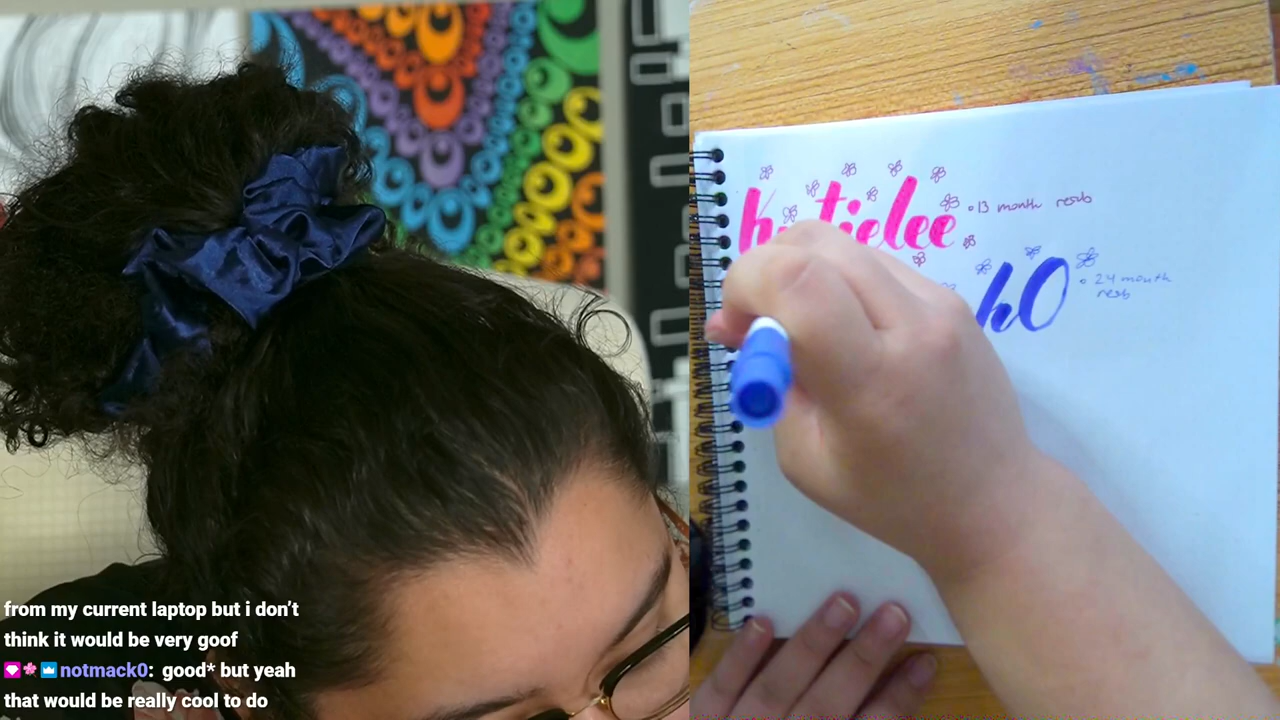 from my current laptop but i don't
think it would be very goof
notmack0: good* but yeah
that would be really cool to do
13 month resub
24 month
resub